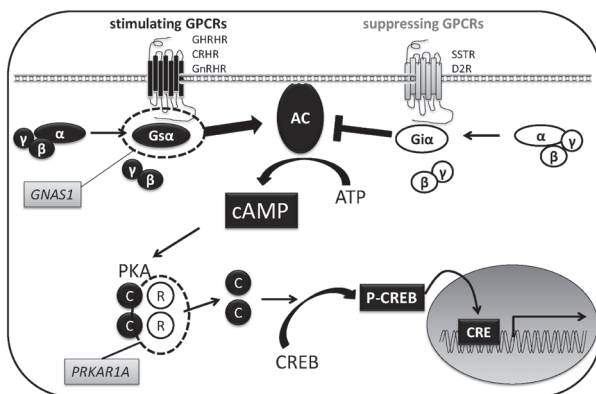 stimulating GPCRs
GHRHR
CRHR
GnRHR
suppressing GPCRs
SSTR
D2R
AC
α
γ
β
Gsα
γ
β
GNAS1
Giα
α
γ
β
γ
β
cAMP
ATP
PKA
C
R
C
R
C
C
PRKAR1A
CREB
P-CREB
CRE